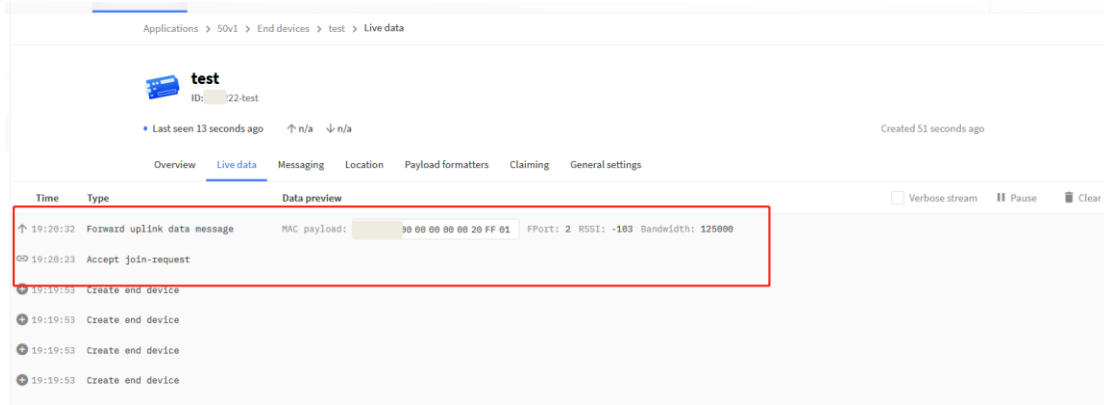 Applications > 50v1 > End devices > test > Live data
test
ID: 22-test
• Last seen 13 seconds ago ↑ n/a ↓ n/a Created 51 seconds ago
Overview Live data Messaging Location Payload formatters Claiming General settings
Time Type Data preview Verbose stream Pause Clear
↑ 19:20:32 Forward uplink data message MAC payload: 00 00 00 00 00 20 FF 01 FPort: 2 RSSI: -103 Bandwidth: 125000
19:20:23 Accept join-request
19:19:53 Create end device
19:19:53 Create end device
19:19:53 Create end device
19:19:53 Create end device